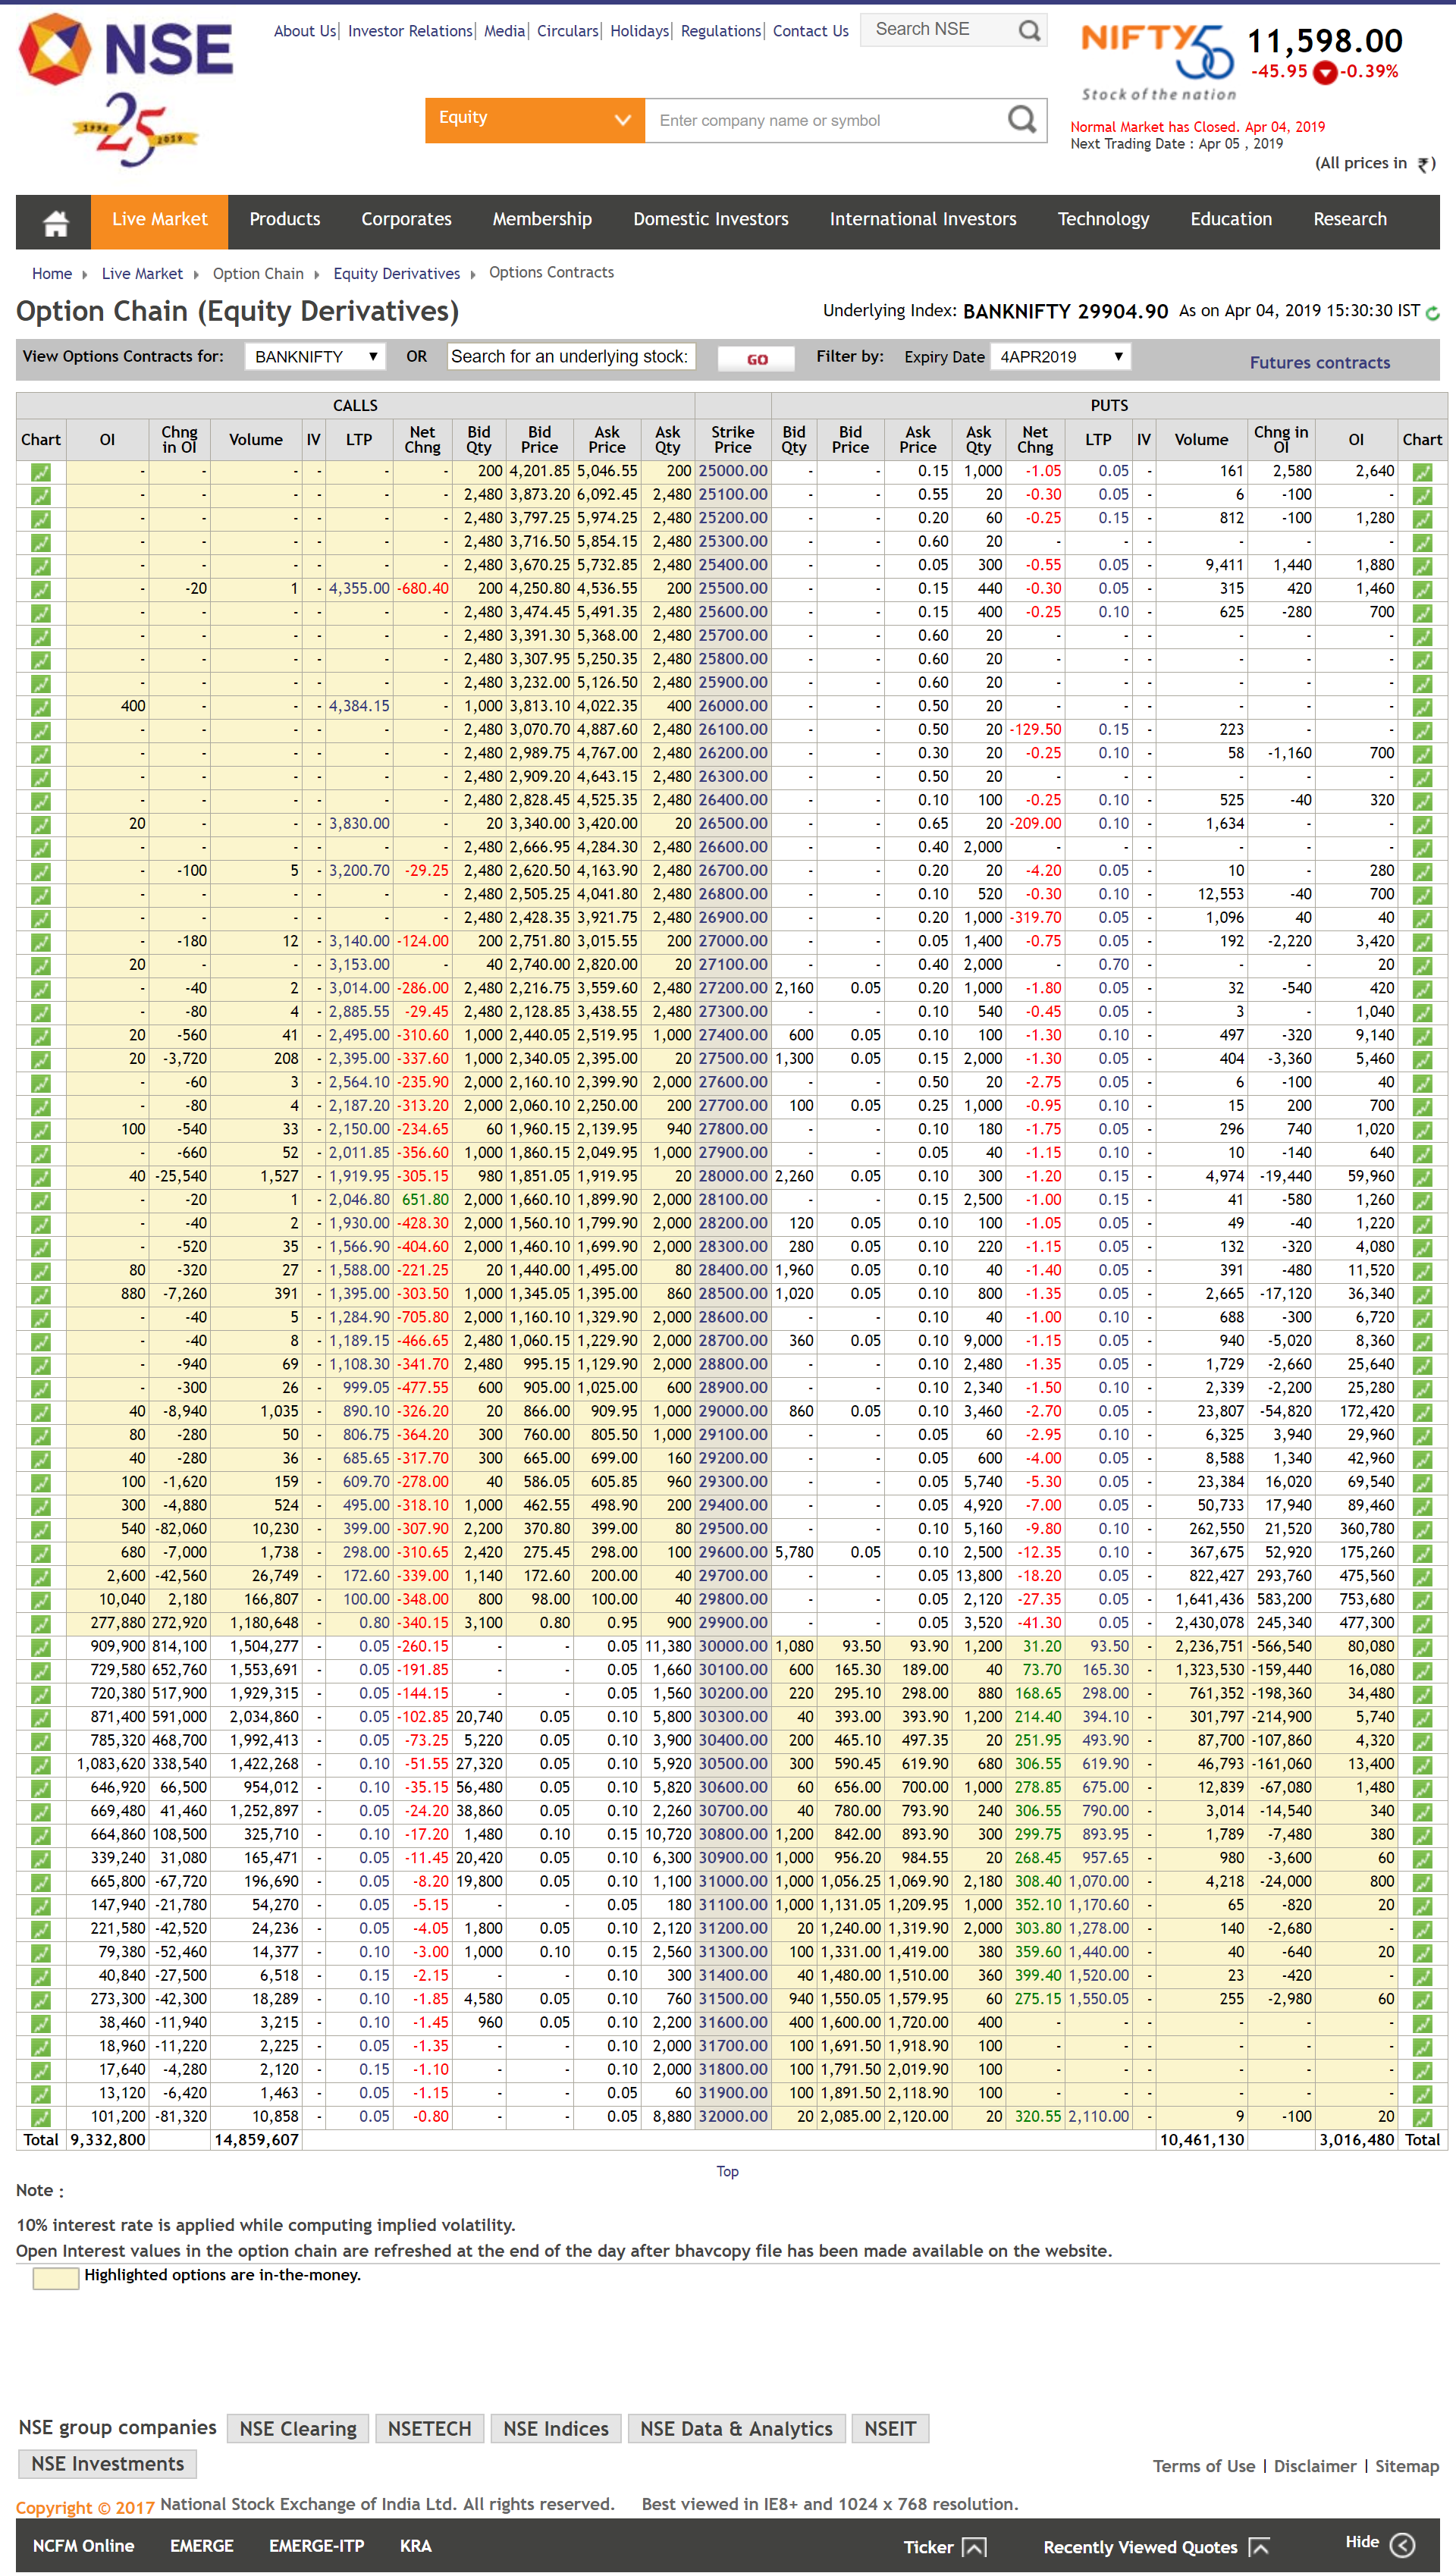 NSE
1994 25 2019
About Us| Investor Relations| Media| Circulars| Holidays| Regulations| Contact Us
Search NSE
Equity
Enter company name or symbol
NIFTY50
Stock of the nation
11,598.00
-45.95 -0.39%
Normal Market has Closed. Apr 04, 2019
Next Trading Date : Apr 05 , 2019
(All prices in ₹)
Live Market Products Corporates Membership Domestic Investors International Investors Technology Education Research
Home Live Market Option Chain Equity Derivatives Options Contracts
Option Chain (Equity Derivatives)
Underlying Index: BANKNIFTY 29904.90 As on Apr 04, 2019 15:30:30 IST
View Options Contracts for: BANKNIFTY OR Search for an underlying stock: GO Filter by: Expiry Date 4APR2019 Futures contracts
CALLS PUTS
Chart OI Chng in OI Volume IV LTP Net Chng Bid Qty Bid Price Ask Price Ask Qty Strike Price Bid Qty Bid Price Ask Price Ask Qty Net Chng LTP IV Volume Chng in OI OI Chart
- - - - - - 200 4,201.85 5,046.55 200 25000.00 - - 0.15 1,000 -1.05 0.05 - 161 2,580 2,640
- - - - - - 2,480 3,873.20 6,092.45 2,480 25100.00 - - 0.55 20 -0.30 0.05 - 6 -100 -
- - - - - - 2,480 3,797.25 5,974.25 2,480 25200.00 - - 0.20 60 -0.25 0.15 - 812 -100 1,280
- - - - - - 2,480 3,716.50 5,854.15 2,480 25300.00 - - 0.60 20 - - - - - -
- - - - - - 2,480 3,670.25 5,732.85 2,480 25400.00 - - 0.05 300 -0.55 0.05 - 9,411 1,440 1,880
- -20 1 - 4,355.00 -680.40 200 4,250.80 4,536.55 200 25500.00 - - 0.15 440 -0.30 0.05 - 315 420 1,460
- - - - - - 2,480 3,474.45 5,491.35 2,480 25600.00 - - 0.15 400 -0.25 0.10 - 625 -280 700
- - - - - - 2,480 3,391.30 5,368.00 2,480 25700.00 - - 0.60 20 - - - - - -
- - - - - - 2,480 3,307.95 5,250.35 2,480 25800.00 - - 0.60 20 - - - - - -
- - - - - - 2,480 3,232.00 5,126.50 2,480 25900.00 - - 0.60 20 - - - - - -
400 - - - 4,384.15 - 1,000 3,813.10 4,022.35 400 26000.00 - - 0.50 20 - - - - - -
- - - - - - 2,480 3,070.70 4,887.60 2,480 26100.00 - - 0.50 20 -129.50 0.15 - 223 - -
- - - - - - 2,480 2,989.75 4,767.00 2,480 26200.00 - - 0.30 20 -0.25 0.10 - 58 -1,160 700
- - - - - - 2,480 2,909.20 4,643.15 2,480 26300.00 - - 0.50 20 - - - - - -
- - - - - - 2,480 2,828.45 4,525.35 2,480 26400.00 - - 0.10 100 -0.25 0.10 - 525 -40 320
20 - - - 3,830.00 - 20 3,340.00 3,420.00 20 26500.00 - - 0.65 20 -209.00 0.10 - 1,634 - -
- - - - - - 2,480 2,666.95 4,284.30 2,480 26600.00 - - 0.40 2,000 - - - - - -
- -100 5 - 3,200.70 -29.25 2,480 2,620.50 4,163.90 2,480 26700.00 - - 0.20 20 -4.20 0.05 - 10 - 280
- - - - - - 2,480 2,505.25 4,041.80 2,480 26800.00 - - 0.10 520 -0.30 0.10 - 12,553 -40 700
- - - - - - 2,480 2,428.35 3,921.75 2,480 26900.00 - - 0.20 1,000 -319.70 0.05 - 1,096 40 40
- -180 12 - 3,140.00 -124.00 200 2,751.80 3,015.55 200 27000.00 - - 0.05 1,400 -0.75 0.05 - 192 -2,220 3,420
20 - - - 3,153.00 - 40 2,740.00 2,820.00 20 27100.00 - - 0.40 2,000 - 0.70 - - - 20
- -40 2 - 3,014.00 -286.00 2,480 2,216.75 3,559.60 2,480 27200.00 2,160 0.05 0.20 1,000 -1.80 0.05 - 32 -540 420
- -80 4 - 2,885.55 -29.45 2,480 2,128.85 3,438.55 2,480 27300.00 - - 0.10 540 -0.45 0.05 - 3 - 1,040
20 -560 41 - 2,495.00 -310.60 1,000 2,440.05 2,519.95 1,000 27400.00 600 0.05 0.10 100 -1.30 0.10 - 497 -320 9,140
20 -3,720 208 - 2,395.00 -337.60 1,000 2,340.05 2,395.00 20 27500.00 1,300 0.05 0.15 2,000 -1.30 0.05 - 404 -3,360 5,460
- -60 3 - 2,564.10 -235.90 2,000 2,160.10 2,399.90 2,000 27600.00 - - 0.50 20 -2.75 0.05 - 6 -100 40
- -80 4 - 2,187.20 -313.20 2,000 2,060.10 2,250.00 200 27700.00 100 0.05 0.25 1,000 -0.95 0.10 - 15 200 700
100 -540 33 - 2,150.00 -234.65 60 1,960.15 2,139.95 940 27800.00 - - 0.10 180 -1.75 0.05 - 296 740 1,020
- -660 52 - 2,011.85 -356.60 1,000 1,860.15 2,049.95 1,000 27900.00 - - 0.05 40 -1.15 0.10 - 10 -140 640
40 -25,540 1,527 - 1,919.95 -305.15 980 1,851.05 1,919.95 20 28000.00 2,260 0.05 0.10 300 -1.20 0.15 - 4,974 -19,440 59,960
- -20 1 - 2,046.80 651.80 2,000 1,660.10 1,899.90 2,000 28100.00 - - 0.15 2,500 -1.00 0.15 - 41 -580 1,260
- -40 2 - 1,930.00 -428.30 2,000 1,560.10 1,799.90 2,000 28200.00 120 0.05 0.10 100 -1.05 0.05 - 49 -40 1,220
- -520 35 - 1,566.90 -404.60 2,000 1,460.10 1,699.90 2,000 28300.00 280 0.05 0.10 220 -1.15 0.05 - 132 -320 4,080
80 -320 27 - 1,588.00 -221.25 20 1,440.00 1,495.00 80 28400.00 1,960 0.05 0.10 40 -1.40 0.05 - 391 -480 11,520
880 -7,260 391 - 1,395.00 -303.50 1,000 1,345.05 1,395.00 860 28500.00 1,020 0.05 0.10 800 -1.35 0.05 - 2,665 -17,120 36,340
- -40 5 - 1,284.90 -705.80 2,000 1,160.10 1,329.90 2,000 28600.00 - - 0.10 40 -1.00 0.10 - 688 -300 6,720
- -40 8 - 1,189.15 -466.65 2,480 1,060.15 1,229.90 2,000 28700.00 360 0.05 0.10 9,000 -1.15 0.05 - 940 -5,020 8,360
- -940 69 - 1,108.30 -341.70 2,480 995.15 1,129.90 2,000 28800.00 - - 0.10 2,480 -1.35 0.05 - 1,729 -2,660 25,640
- -300 26 - 999.05 -477.55 600 905.00 1,025.00 600 28900.00 - - 0.10 2,340 -1.50 0.10 - 2,339 -2,200 25,280
40 -8,940 1,035 - 890.10 -326.20 20 866.00 909.95 1,000 29000.00 860 0.05 0.10 3,460 -2.70 0.05 - 23,807 -54,820 172,420
80 -280 50 - 806.75 -364.20 300 760.00 805.50 1,000 29100.00 - - 0.05 60 -2.95 0.10 - 6,325 3,940 29,960
40 -280 36 - 685.65 -317.70 300 665.00 699.00 160 29200.00 - - 0.05 600 -4.00 0.05 - 8,588 1,340 42,960
100 -1,620 159 - 609.70 -278.00 40 586.05 605.85 960 29300.00 - - 0.05 5,740 -5.30 0.05 - 23,384 16,020 69,540
300 -4,880 524 - 495.00 -318.10 1,000 462.55 498.90 200 29400.00 - - 0.05 4,920 -7.00 0.05 - 50,733 17,940 89,460
540 -82,060 10,230 - 399.00 -307.90 2,200 370.80 399.00 80 29500.00 - - 0.10 5,160 -9.80 0.10 - 262,550 21,520 360,780
680 -7,000 1,738 - 298.00 -310.65 2,420 275.45 298.00 100 29600.00 5,780 0.05 0.10 2,500 -12.35 0.10 - 367,675 52,920 175,260
2,600 -42,560 26,749 - 172.60 -339.00 1,140 172.60 200.00 40 29700.00 - - 0.05 13,800 -18.20 0.05 - 822,427 293,760 475,560
10,040 2,180 166,807 - 100.00 -348.00 800 98.00 100.00 40 29800.00 - - 0.05 2,120 -27.35 0.05 - 1,641,436 583,200 753,680
277,880 272,920 1,180,648 - 0.80 -340.15 3,100 0.80 0.95 900 29900.00 - - 0.05 3,520 -41.30 0.05 - 2,430,078 245,340 477,300
909,900 814,100 1,504,277 - 0.05 -260.15 - - 0.05 11,380 30000.00 1,080 93.50 93.90 1,200 31.20 93.50 - 2,236,751 -566,540 80,080
729,580 652,760 1,553,691 - 0.05 -191.85 - - 0.05 1,660 30100.00 600 165.30 189.00 40 73.70 165.30 - 1,323,530 -159,440 16,080
720,380 517,900 1,929,315 - 0.05 -144.15 - - 0.05 1,560 30200.00 220 295.10 298.00 880 168.65 298.00 - 761,352 -198,360 34,480
871,400 591,000 2,034,860 - 0.05 -102.85 20,740 0.05 0.10 5,800 30300.00 40 393.00 393.90 1,200 214.40 394.10 - 301,797 -214,900 5,740
785,320 468,700 1,992,413 - 0.05 -73.25 5,220 0.05 0.10 3,900 30400.00 200 465.10 497.35 20 251.95 493.90 - 87,700 -107,860 4,320
1,083,620 338,540 1,422,268 - 0.10 -51.55 27,320 0.05 0.10 5,920 30500.00 300 590.45 619.90 680 306.55 619.90 - 46,793 -161,060 13,400
646,920 66,500 954,012 - 0.10 -35.15 56,480 0.05 0.10 5,820 30600.00 60 656.00 700.00 1,000 278.85 675.00 - 12,839 -67,080 1,480
669,480 41,460 1,252,897 - 0.05 -24.20 38,860 0.05 0.10 2,260 30700.00 40 780.00 793.90 240 306.55 790.00 - 3,014 -14,540 340
664,860 108,500 325,710 - 0.10 -17.20 1,480 0.10 0.15 10,720 30800.00 1,200 842.00 893.90 300 299.75 893.95 - 1,789 -7,480 380
339,240 31,080 165,471 - 0.05 -11.45 20,420 0.05 0.10 6,300 30900.00 1,000 956.20 984.55 20 268.45 957.65 - 980 -3,600 60
665,800 -67,720 196,690 - 0.05 -8.20 19,800 0.05 0.10 1,100 31000.00 1,000 1,056.25 1,069.90 2,180 308.40 1,070.00 - 4,218 -24,000 800
147,940 -21,780 54,270 - 0.05 -5.15 - - 0.05 180 31100.00 1,000 1,131.05 1,209.95 1,000 352.10 1,170.60 - 65 -820 20
221,580 -42,520 24,236 - 0.05 -4.05 1,800 0.05 0.10 2,120 31200.00 20 1,240.00 1,319.90 2,000 303.80 1,278.00 - 140 -2,680 -
79,380 -52,460 14,377 - 0.10 -3.00 1,000 0.10 0.15 2,560 31300.00 100 1,331.00 1,419.00 380 359.60 1,440.00 - 40 -640 20
40,840 -27,500 6,518 - 0.15 -2.15 - - 0.10 300 31400.00 40 1,480.00 1,510.00 360 399.40 1,520.00 - 23 -420 -
273,300 -42,300 18,289 - 0.10 -1.85 4,580 0.05 0.10 760 31500.00 940 1,550.05 1,579.95 60 275.15 1,550.05 - 255 -2,980 60
38,460 -11,940 3,215 - 0.10 -1.45 960 0.05 0.10 2,200 31600.00 400 1,600.00 1,720.00 400 - - - - - -
18,960 -11,220 2,225 - 0.05 -1.35 - - 0.10 2,000 31700.00 100 1,691.50 1,918.90 100 - - - - - -
17,640 -4,280 2,120 - 0.15 -1.10 - - 0.10 2,000 31800.00 100 1,791.50 2,019.90 100 - - - - - -
13,120 -6,420 1,463 - 0.05 -1.15 - - 0.05 60 31900.00 100 1,891.50 2,118.90 100 - - - - - -
101,200 -81,320 10,858 - 0.05 -0.80 - - 0.05 8,880 32000.00 20 2,085.00 2,120.00 20 320.55 2,110.00 - 9 -100 20
Total 9,332,800 14,859,607 10,461,130 3,016,480 Total
Top
Note :
10% interest rate is applied while computing implied volatility.
Open Interest values in the option chain are refreshed at the end of the day after bhavcopy file has been made available on the website.
Highlighted options are in-the-money.
NSE group companies NSE Clearing NSETECH NSE Indices NSE Data & Analytics NSEIT
NSE Investments
Terms of Use | Disclaimer | Sitemap
Copyright © 2017 National Stock Exchange of India Ltd. All rights reserved. Best viewed in IE8+ and 1024 x 768 resolution.
NCFM Online EMERGE EMERGE-ITP KRA Ticker Recently Viewed Quotes Hide